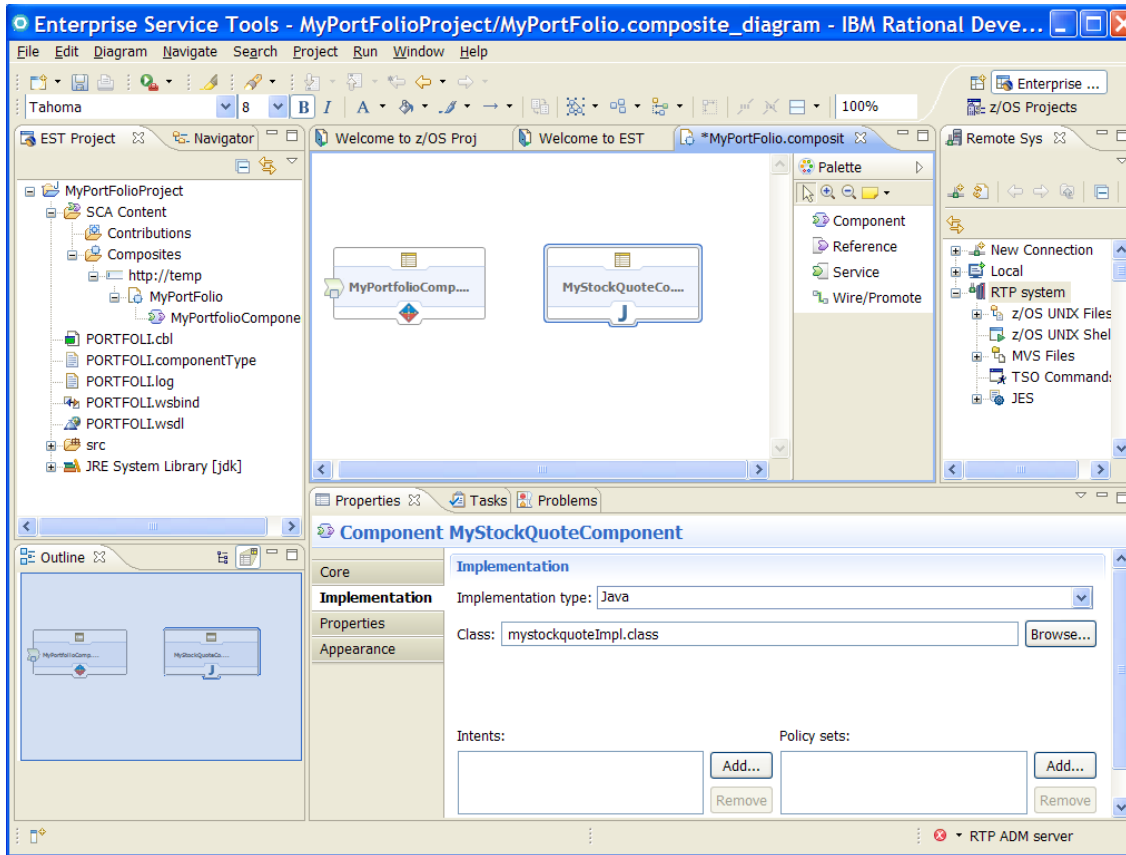 Enterprise Service Tools - MyPortFolioProject/MyPortFolio.composite_diagram - IBM Rational Deve...
File Edit Diagram Navigate Search Project Run Window Help
Enterprise ...
Tahoma 8 B I A 100% z/OS Projects
EST Project Navigator
MyPortFolioProject
SCA Content
Contributions
Composites
http://temp
MyPortFolio
MyPortfolioCompone
PORTFOLI.cbl
PORTFOLI.componentType
PORTFOLI.log
PORTFOLI.wsbind
PORTFOLI.wsdl
src
JRE System Library [jdk]
Welcome to z/OS Proj Welcome to EST *MyPortFolio.composit
MyPortfolioComp....
MyStockQuoteCo....
J
Palette
Component
Reference
Service
Wire/Promote
Remote Sys
New Connection
Local
RTP system
z/OS UNIX Files
z/OS UNIX Shel
MVS Files
TSO Command
JES
Outline
MyPortfolioComp....
MyStockQuoteCo....
J
Properties Tasks Problems
Component MyStockQuoteComponent
Core
Implementation
Properties
Appearance
Implementation
Implementation type: Java
Class: mystockquoteImpl.class Browse...
Intents: Policy sets:
Add... Add...
Remove Remove
RTP ADM server